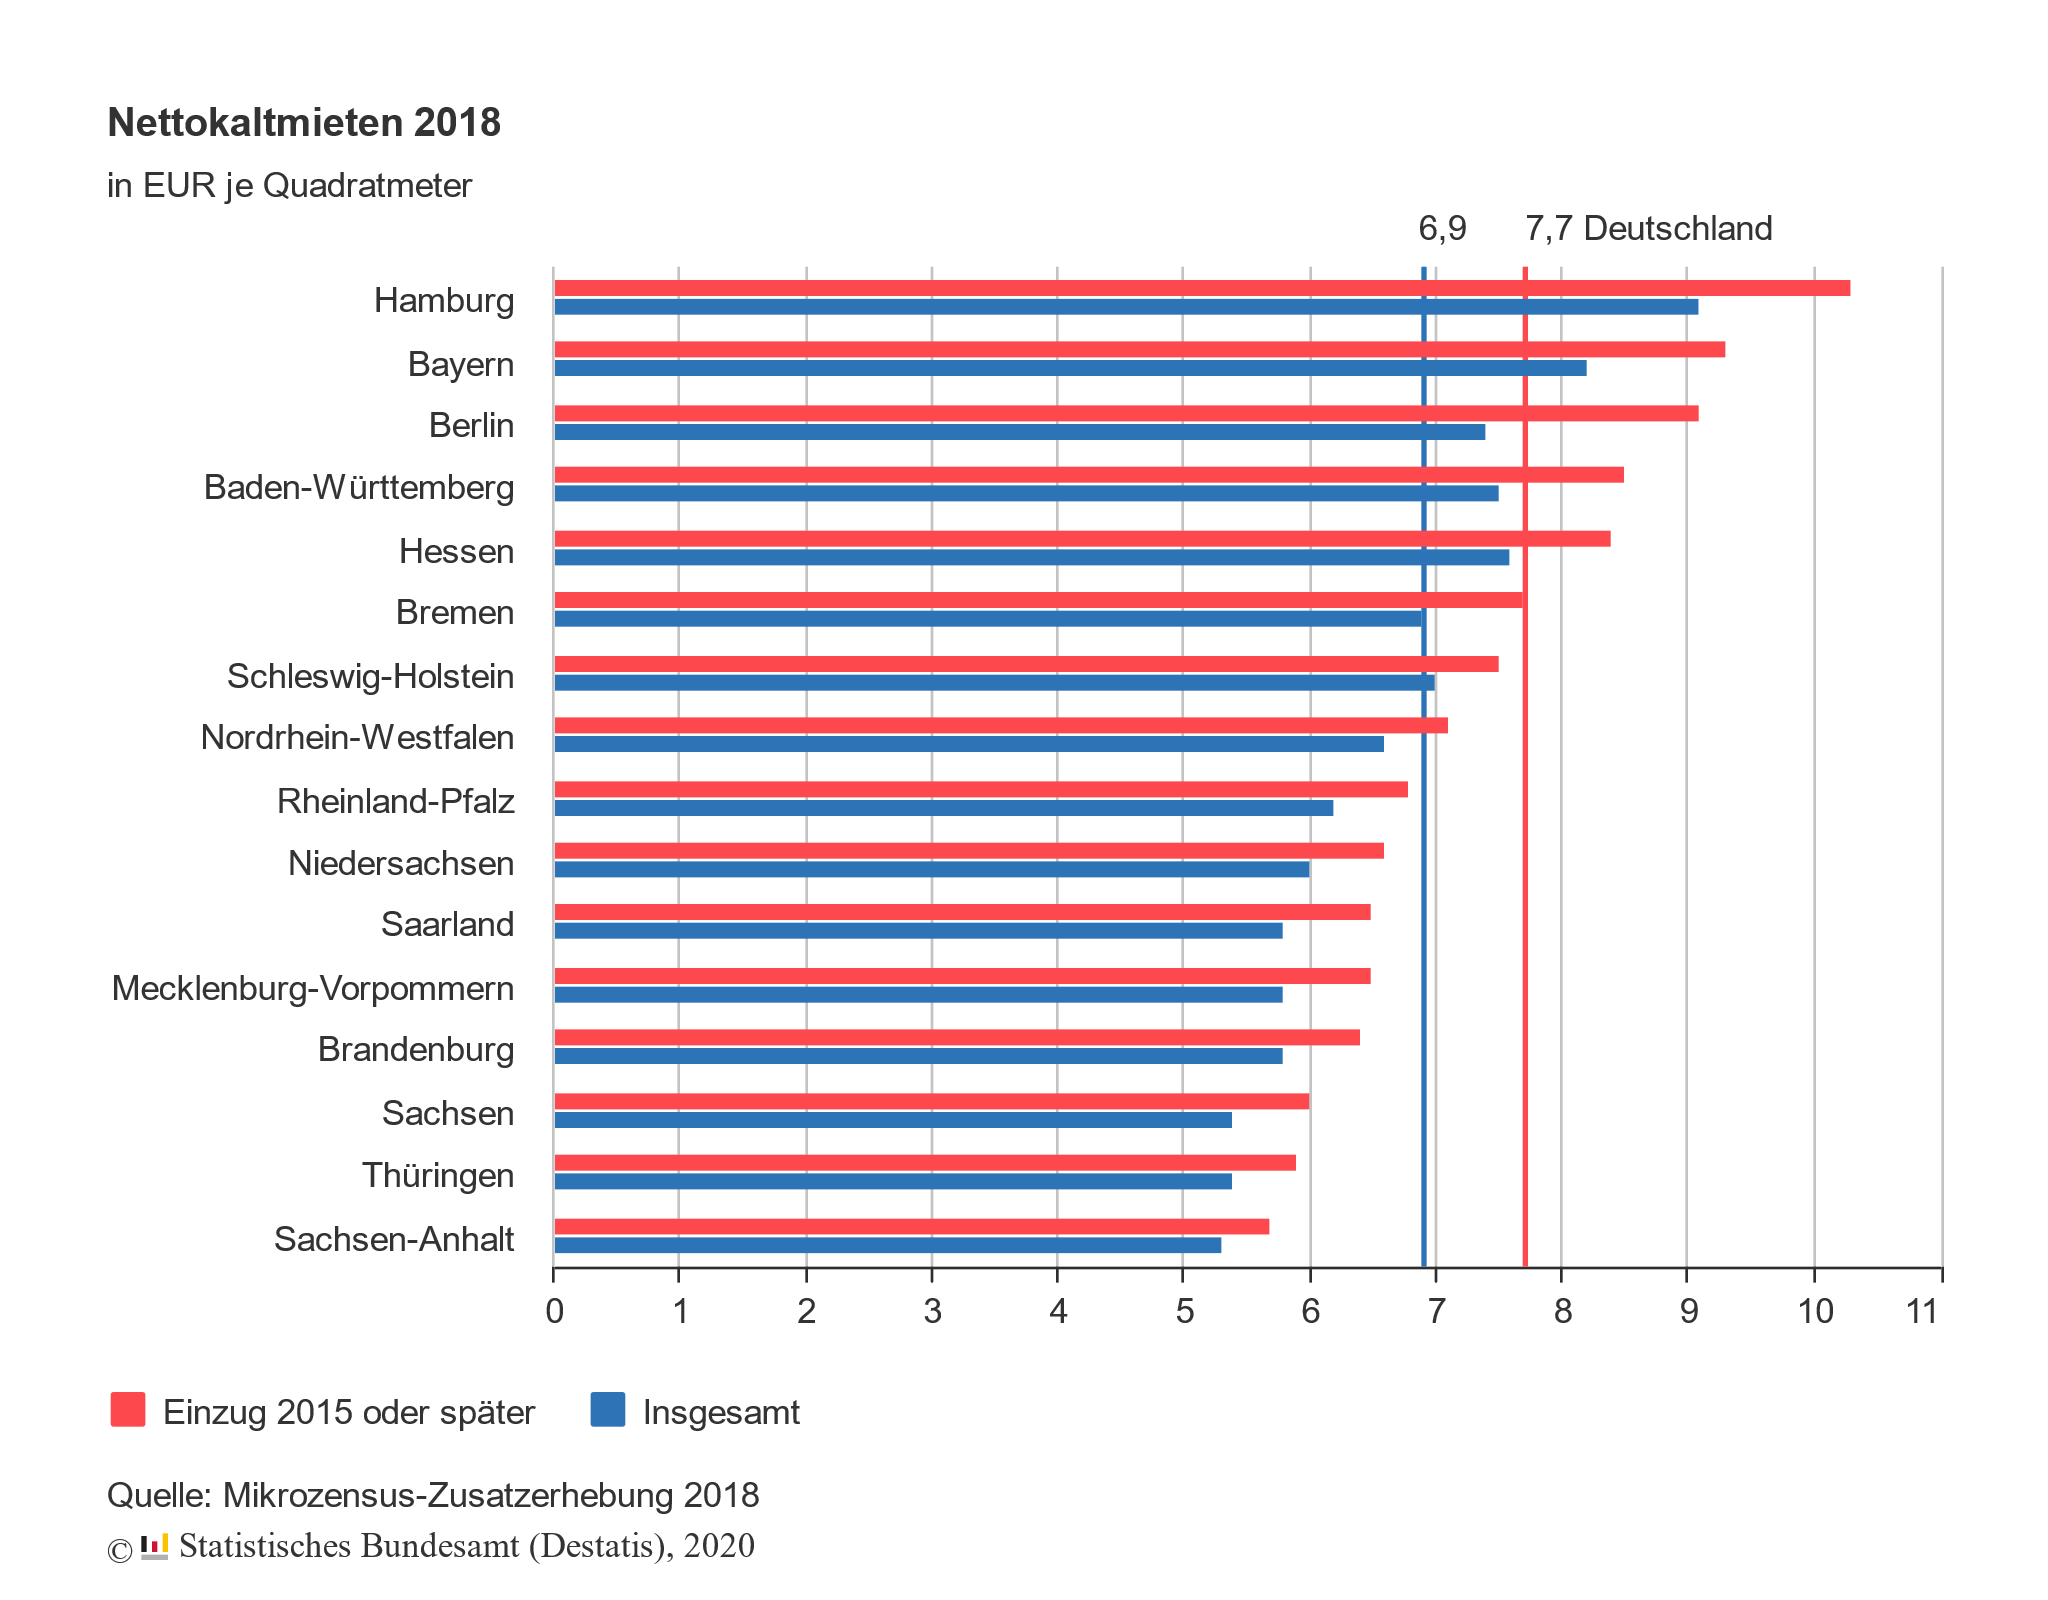 Nettokaltmieten 2018
in EUR je Quadratmeter
6,9 7,7 Deutschland
Hamburg
Bayern
Berlin
Baden-Württemberg
Hessen
Bremen
Schleswig-Holstein
Nordrhein-Westfalen
Rheinland-Pfalz
Niedersachsen
Saarland
Mecklenburg-Vorpommern
Brandenburg
Sachsen
Thüringen
Sachsen-Anhalt
0 1 2 3 4 5 6 7 8 9 10 11
Einzug 2015 oder später Insgesamt
Quelle: Mikrozensus-Zusatzerhebung 2018
© Statistisches Bundesamt (Destatis), 2020